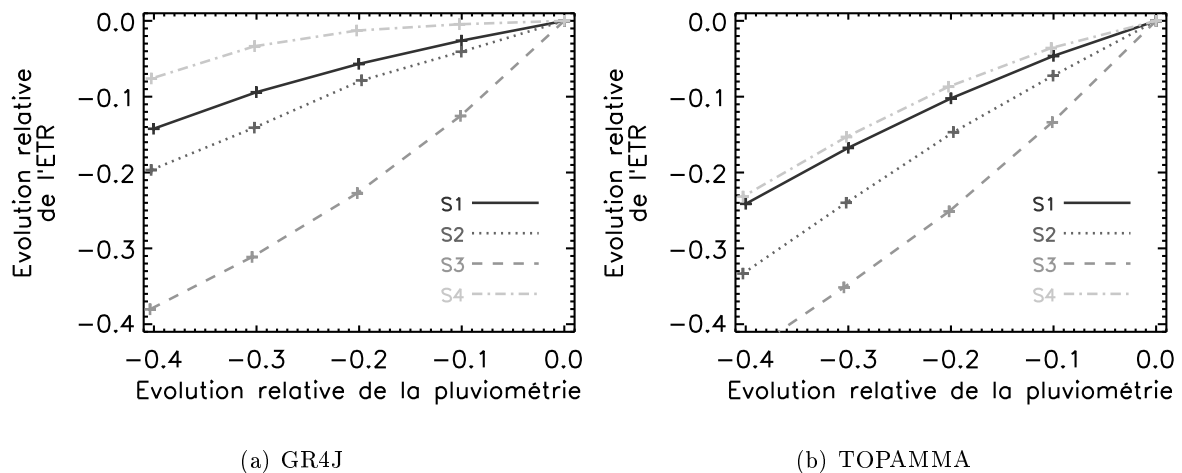 0.0
−0.1
−0.2
−0.3
−0.4
Evolution relative
de l'ETR
S1
S2
S3
S4
−0.4 −0.3 −0.2 −0.1 0.0
Evolution relative de la pluviométrie
(a) GR4J
0.0
−0.1
−0.2
−0.3
−0.4
Evolution relative
de l'ETR
S1
S2
S3
S4
−0.4 −0.3 −0.2 −0.1 0.0
Evolution relative de la pluviométrie
(b) TOPAMMA